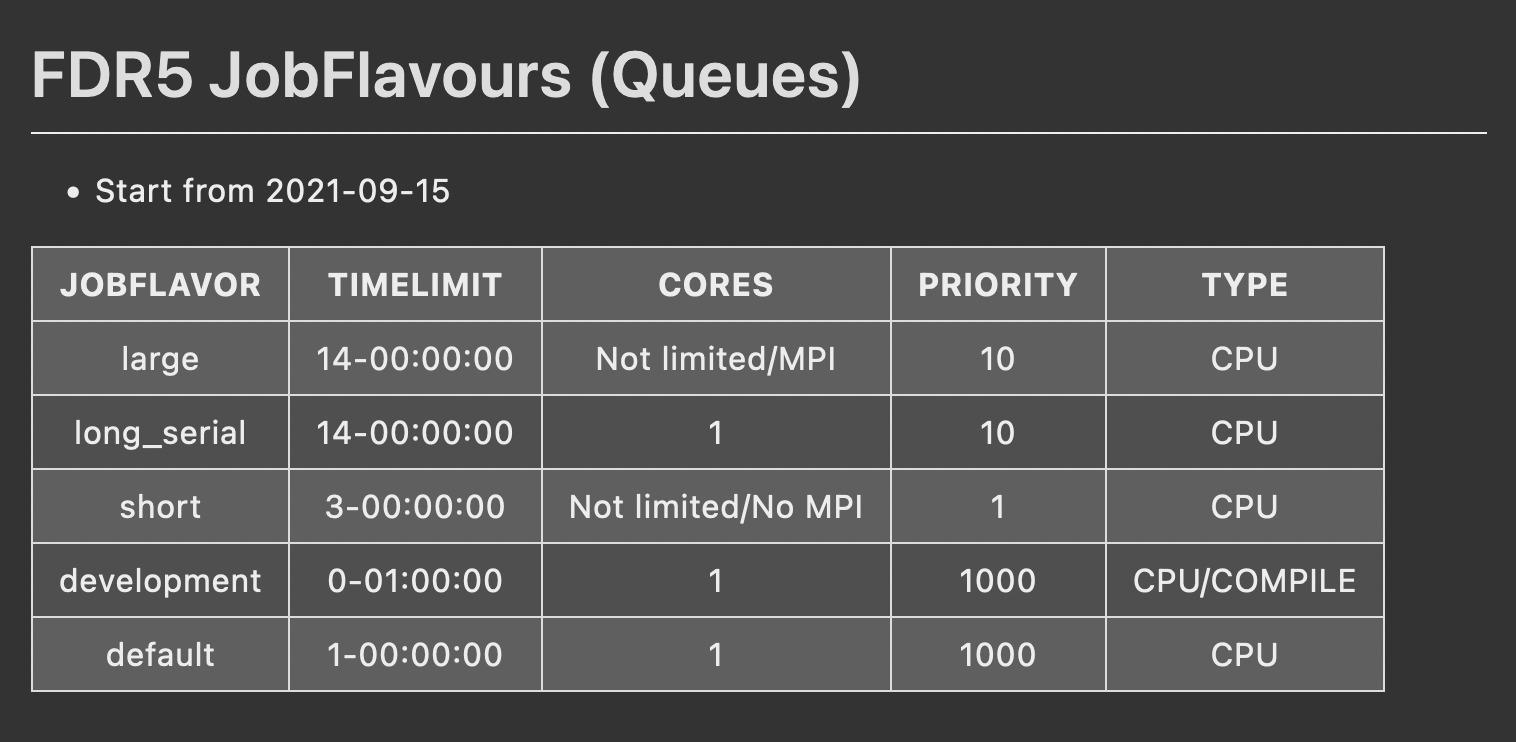 FDR5 JobFlavours (Queues)
• Start from 2021-09-15
JOBFLAVOR TIMELIMIT CORES PRIORITY TYPE
large 14-00:00:00 Not limited/MPI 10 CPU
long_serial 14-00:00:00 1 10 CPU
short 3-00:00:00 Not limited/No MPI 1 CPU
development 0-01:00:00 1 1000 CPU/COMPILE
default 1-00:00:00 1 1000 CPU